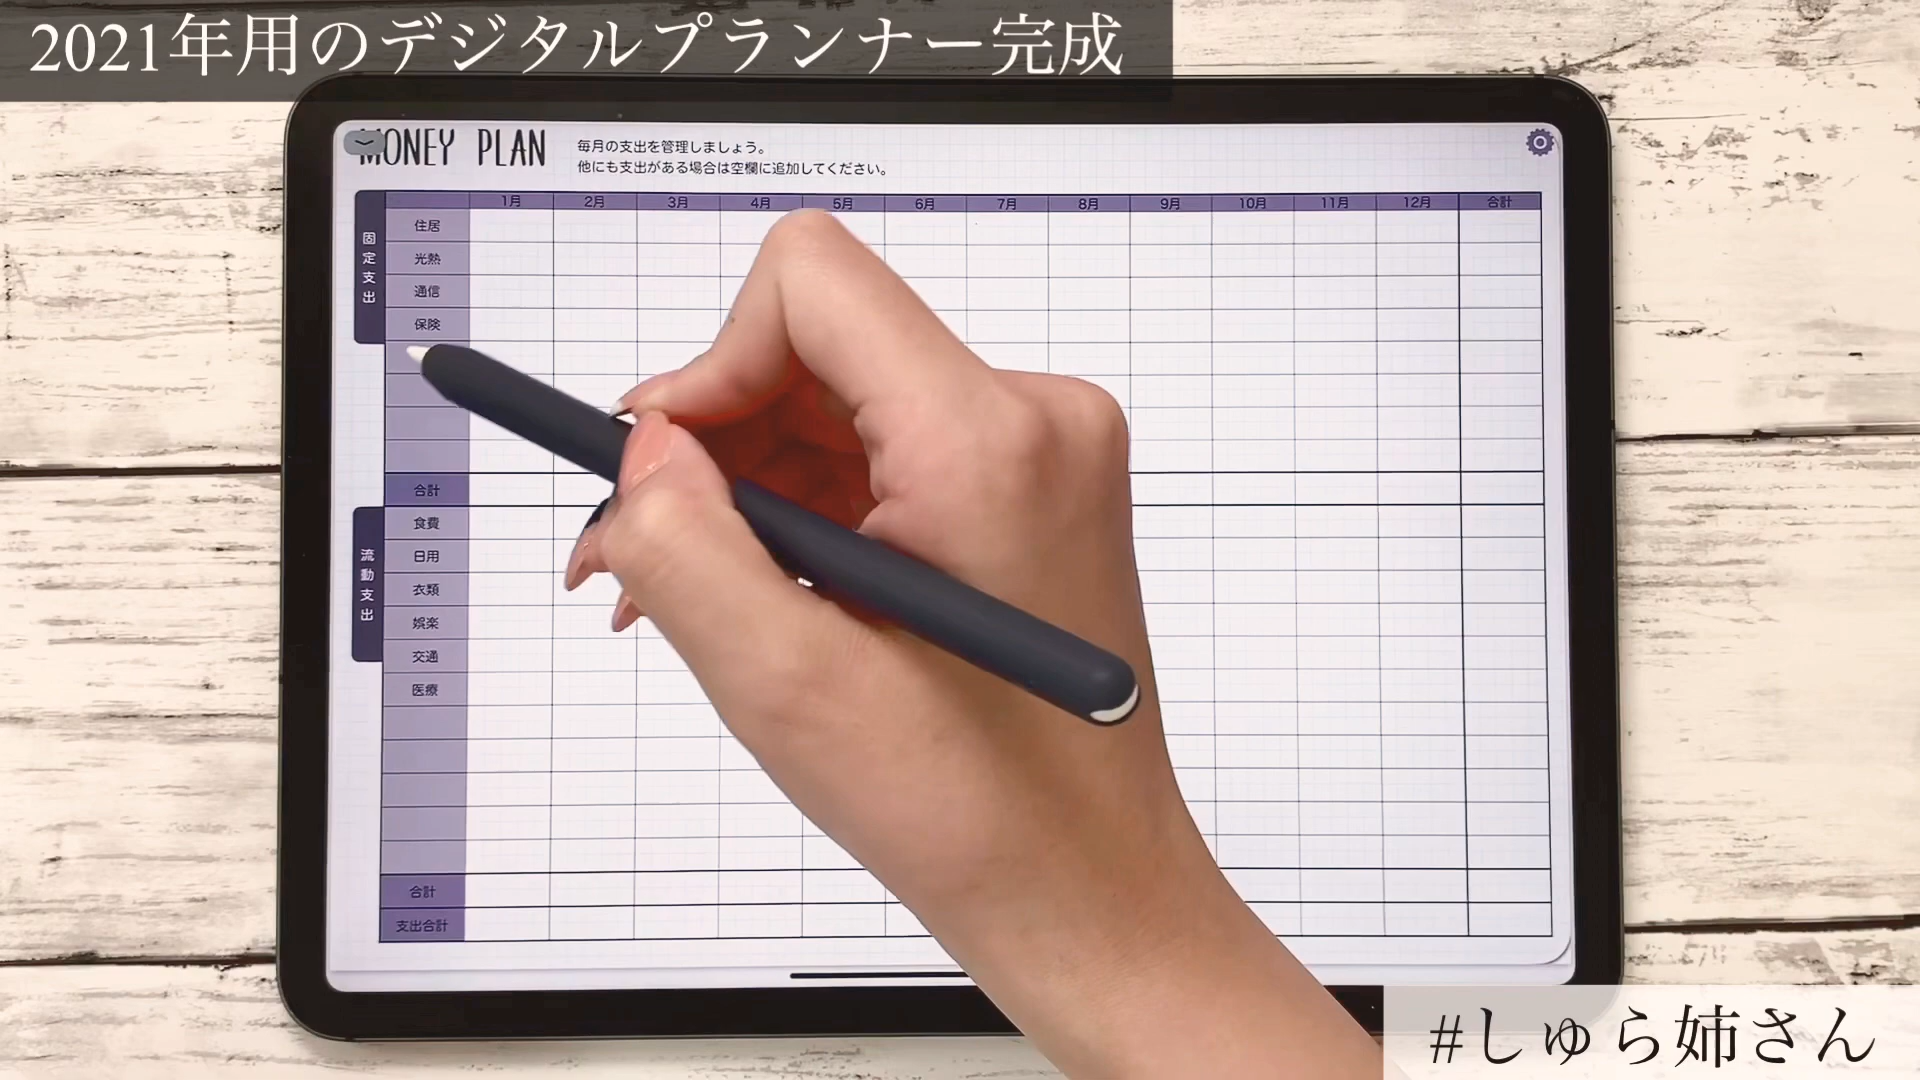 2021年用のデジタルプランナー完成
MONEY PLAN
毎月の支出を管理しましょう。
他にも支出がある場合は空欄に追加してください。
1月 2月 3月 4月 5月 6月 7月 8月 9月 10月 11月 12月 合計
固定支出
住居
光熱
通信
保険
合計
流動支出
食費
日用
衣類
娯楽
交通
医療
合計
支出合計
#しゅら姉さん